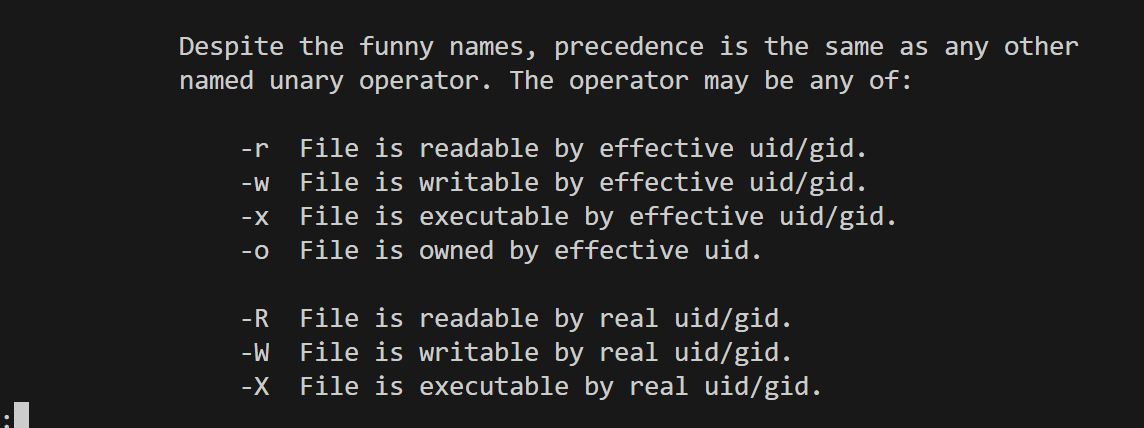 Despite the funny names, precedence is the same as any other
named unary operator. The operator may be any of:
-r  File is readable by effective uid/gid.
-w  File is writable by effective uid/gid.
-x  File is executable by effective uid/gid.
-o  File is owned by effective uid.
-R  File is readable by real uid/gid.
-W  File is writable by real uid/gid.
-X  File is executable by real uid/gid.
: